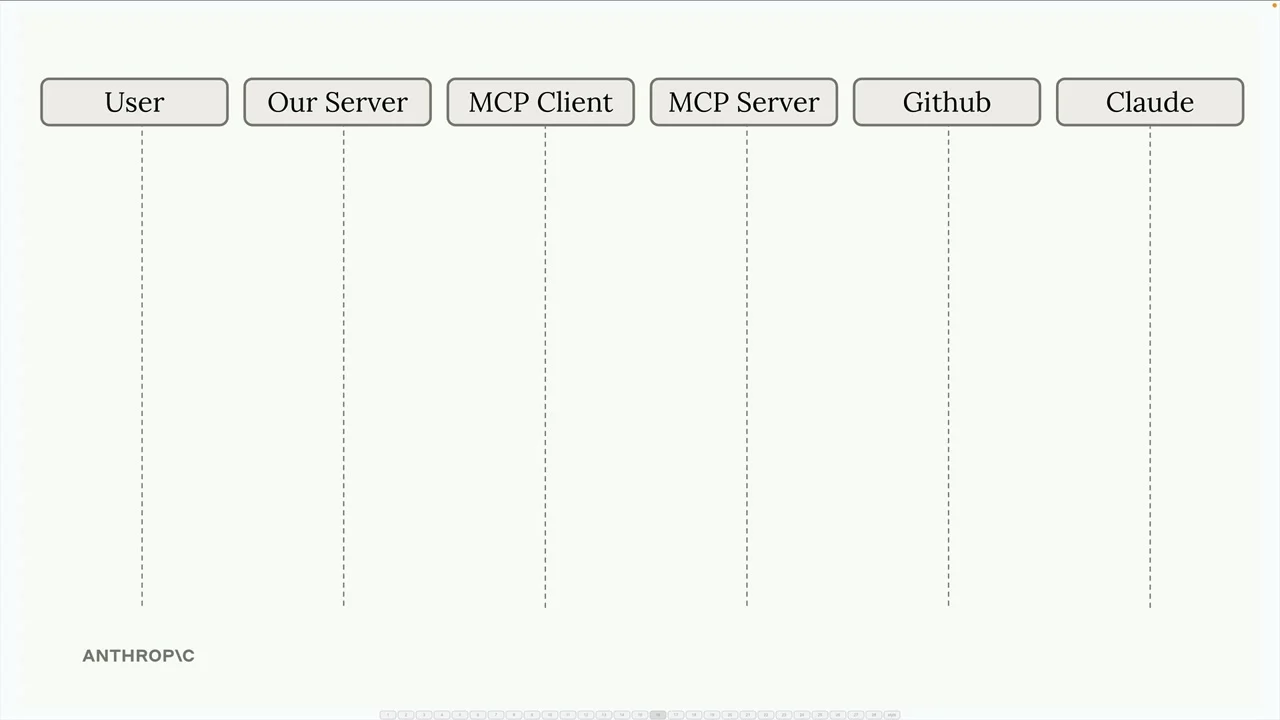 User
Our Server
MCP Client
MCP Server
Github
Claude
ANTHROP\C